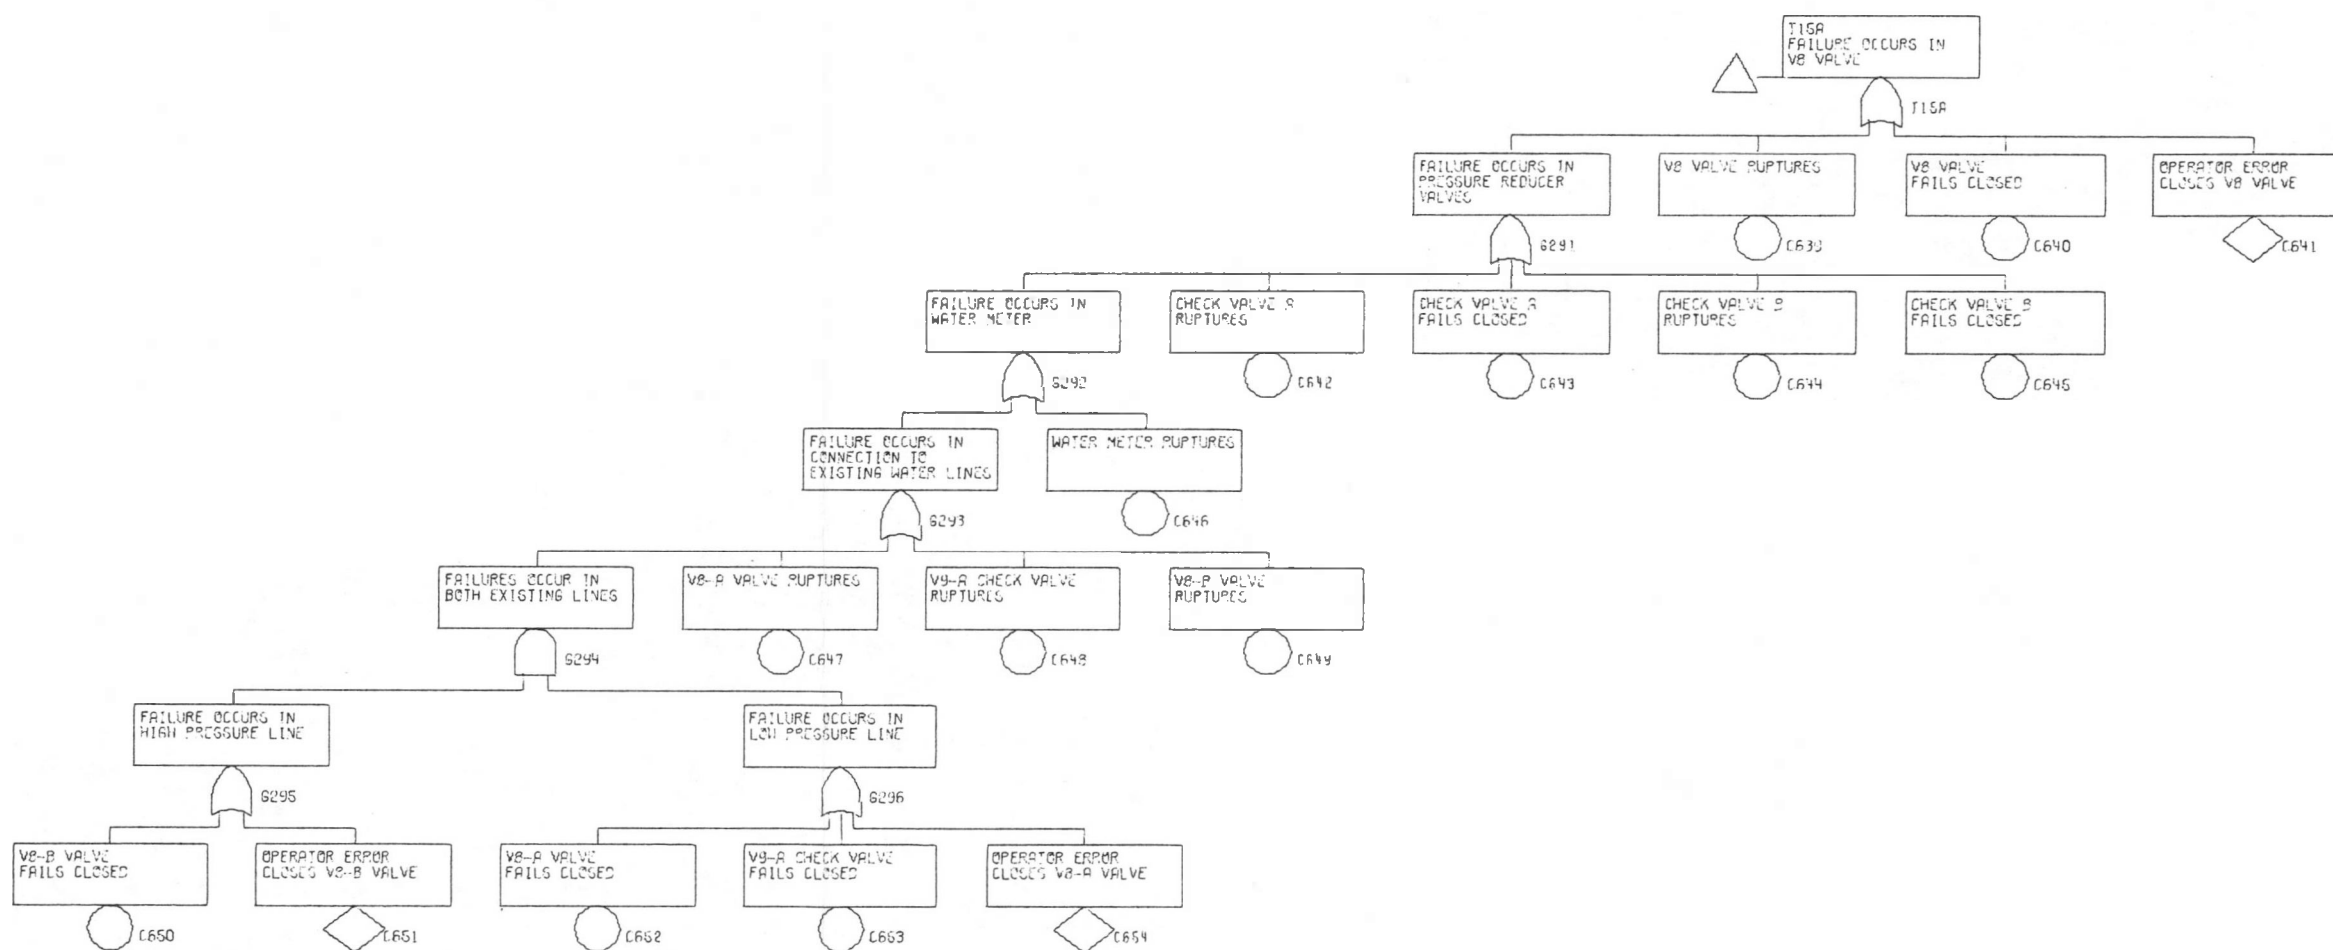 T15A
FAILURE OCCURS IN
V8 VALVE
T15A
FAILURE OCCURS IN
PRESSURE REDUCER
VALVES
V8 VALVE RUPTURES
V8 VALVE
FAILS CLOSED
OPERATOR ERROR
CLOSES V8 VALVE
G291
C639
C640
C641
FAILURE OCCURS IN
WATER METER
CHECK VALVE A
RUPTURES
CHECK VALVE A
FAILS CLOSED
CHECK VALVE B
RUPTURES
CHECK VALVE B
FAILS CLOSED
G292
C642
C643
C644
C645
FAILURE OCCURS IN
CONNECTION TO
EXISTING WATER LINES
WATER METER RUPTURES
G293
C646
FAILURES OCCUR IN
BOTH EXISTING LINES
V8-A VALVE RUPTURES
V9-A CHECK VALVE
RUPTURES
V8-B VALVE
RUPTURES
G294
C647
C648
C649
FAILURE OCCURS IN
HIGH PRESSURE LINE
FAILURE OCCURS IN
LOW PRESSURE LINE
G295
G296
V8-B VALVE
FAILS CLOSED
OPERATOR ERROR
CLOSES V8-B VALVE
V8-A VALVE
FAILS CLOSED
V9-A CHECK VALVE
FAILS CLOSED
OPERATOR ERROR
CLOSES V8-A VALVE
C650
C651
C652
C653
C654